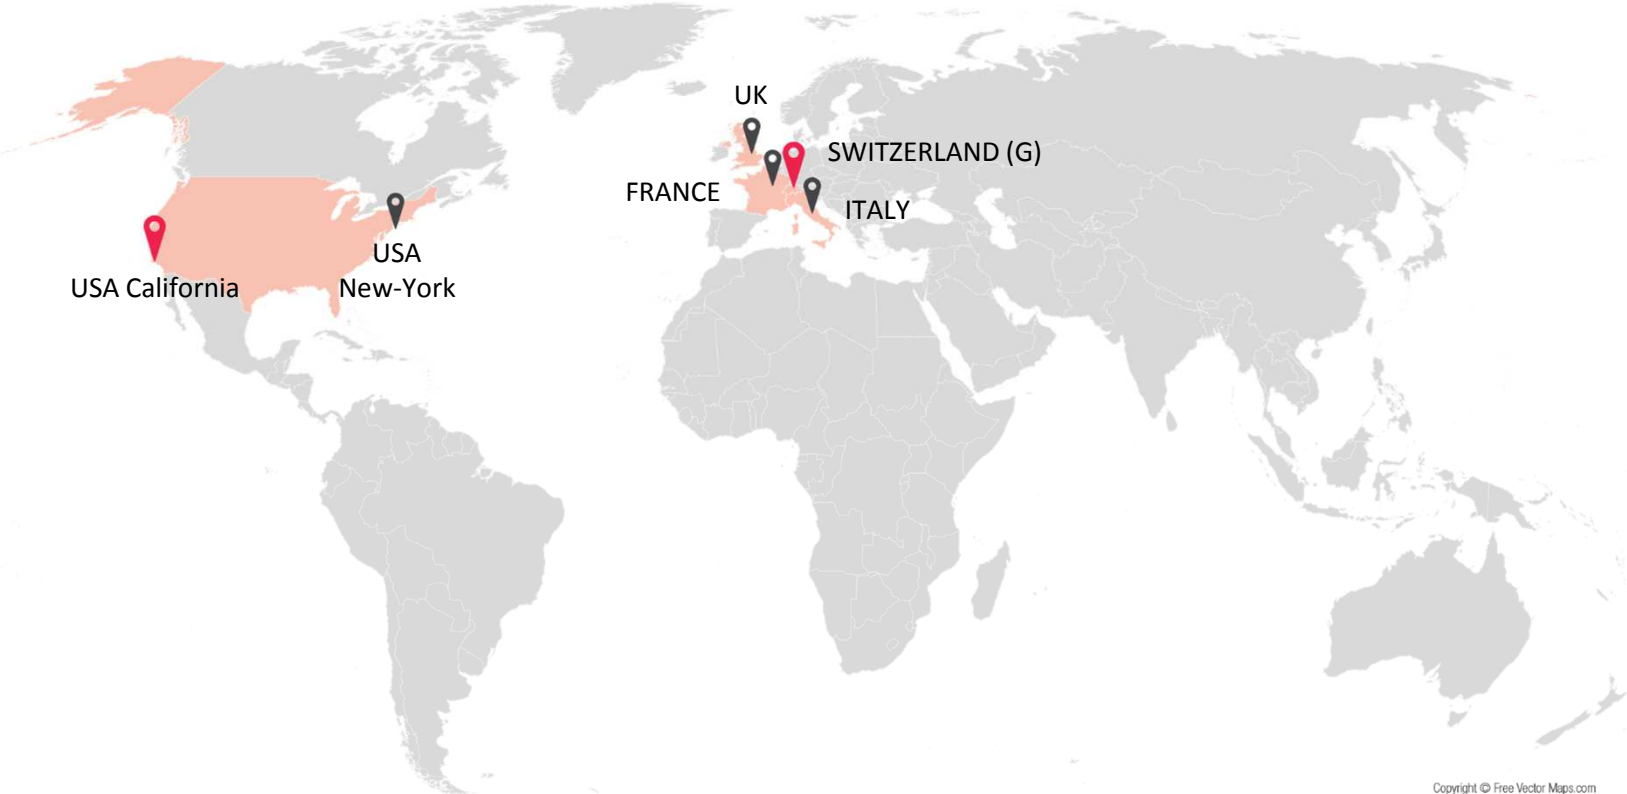 UK
SWITZERLAND (G)
FRANCE
ITALY
USA
New-York
USA California
Copyright © Free Vector Maps.com